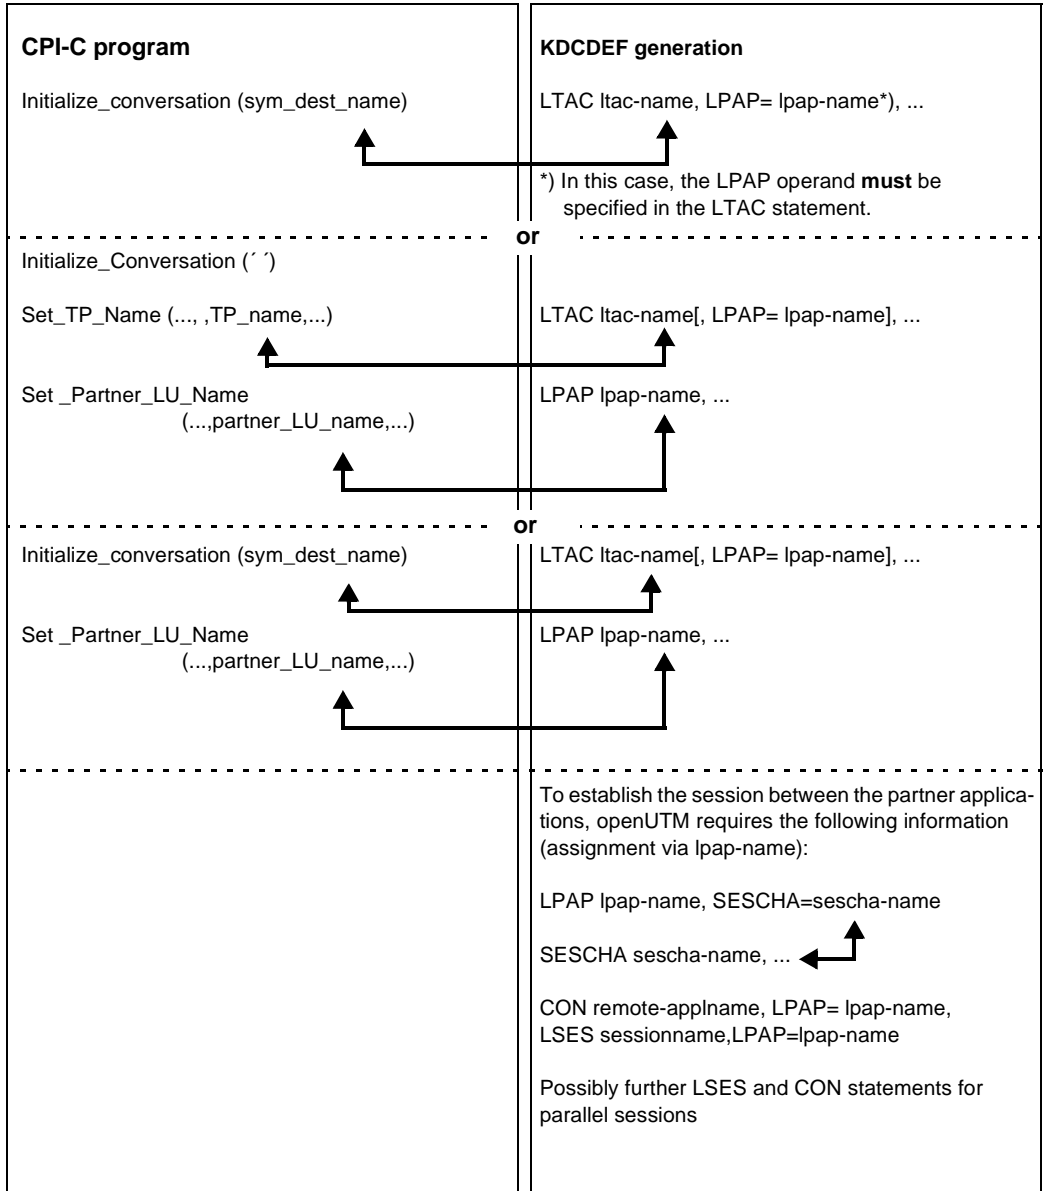 CPI-C program
KDCDEF generation
Initialize_conversation (sym_dest_name)
LTAC ltac-name, LPAP= lpap-name*), ...
*) In this case, the LPAP operand must be
specified in the LTAC statement.
or
Initialize_Conversation (´ ´)
Set_TP_Name (..., ,TP_name,...)
LTAC ltac-name[, LPAP= lpap-name], ...
Set _Partner_LU_Name
(...,partner_LU_name,...)
LPAP lpap-name, ...
or
Initialize_conversation (sym_dest_name)
LTAC ltac-name[, LPAP= lpap-name], ...
Set _Partner_LU_Name
(...,partner_LU_name,...)
LPAP lpap-name, ...
To establish the session between the partner applica-
tions, openUTM requires the following information
(assignment via lpap-name):
LPAP lpap-name, SESCHA=sescha-name
SESCHA sescha-name, ...
CON remote-applname, LPAP= lpap-name,
LSES sessionname,LPAP=lpap-name
Possibly further LSES and CON statements for
parallel sessions